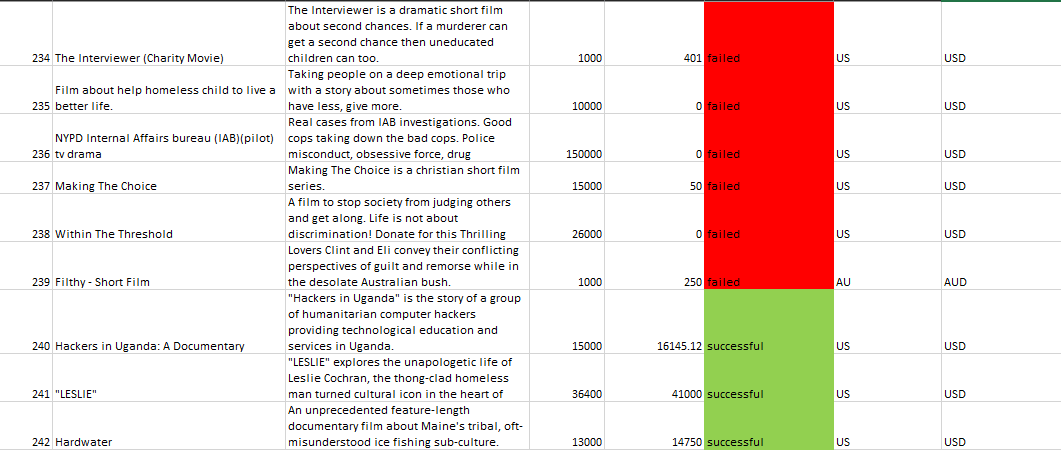 The Interviewer is a dramatic short film
about second chances. If a murderer can
get a second chance then uneducated
234 The Interviewer (Charity Movie) children can too. 1000 401 failed US USD
Taking people on a deep emotional trip
Film about help homeless child to live a with a story about sometimes those who
235 better life. have less, give more. 10000 0 failed US USD
Real cases from IAB investigations. Good
NYPD Internal Affairs bureau (IAB)(pilot) cops taking down the bad cops. Police
236 tv drama misconduct, obsessive force, drug 150000 0 failed US USD
Making The Choice is a christian short film
237 Making The Choice series. 15000 50 failed US USD
A film to stop society from judging others
and get along. Life is not about
238 Within The Threshold discrimination! Donate for this Thrilling 26000 0 failed US USD
Lovers Clint and Eli convey their conflicting
perspectives of guilt and remorse while in
239 Filthy - Short Film the desolate Australian bush. 1000 250 failed AU AUD
"Hackers in Uganda" is the story of a group
of humanitarian computer hackers
providing technological education and
240 Hackers in Uganda: A Documentary services in Uganda. 15000 16145.12 successful US USD
"LESLIE" explores the unapologetic life of
Leslie Cochran, the thong-clad homeless
241 "LESLIE" man turned cultural icon in the heart of 36400 41000 successful US USD
An unprecedented feature-length
documentary film about Maine's tribal, oft-
242 Hardwater misunderstood ice fishing sub-culture. 13000 14750 successful US USD